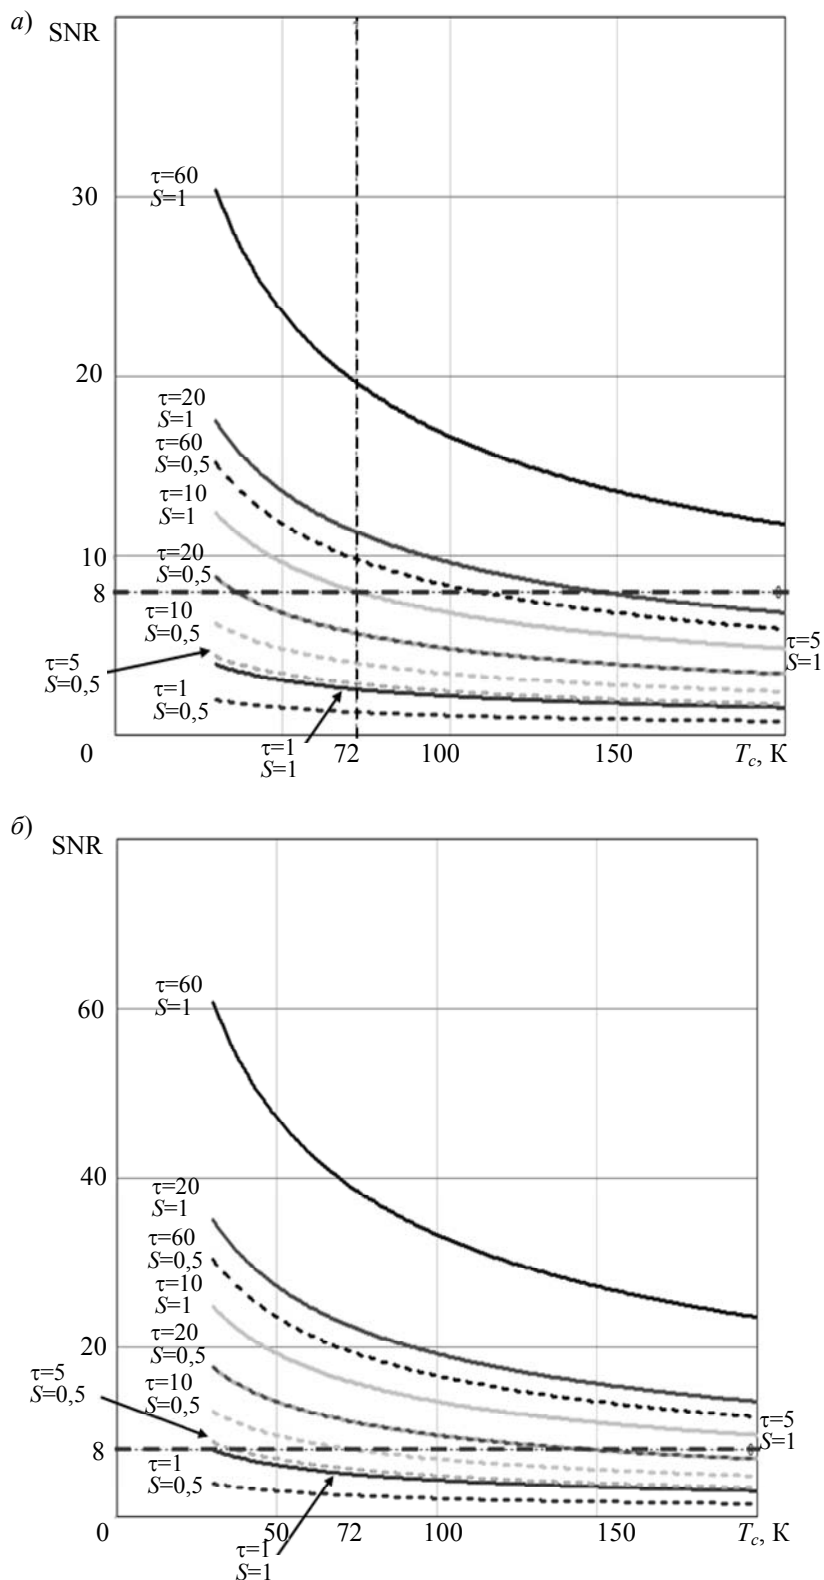 а)
SNR
τ=60
S=1
30
20
τ=20
S=1
τ=60
S=0,5
τ=10
S=1
10
τ=20
S=0,5
8
τ=10
S=0,5
τ=5
S=1
τ=5
S=0,5
τ=1
S=0,5
0
τ=1
S=1
72
100
150
T_c, К
б)
SNR
τ=60
S=1
60
40
τ=20
S=1
τ=60
S=0,5
τ=10
S=1
20
τ=20
S=0,5
τ=5
S=0,5
τ=10
S=0,5
τ=5
S=1
8
τ=1
S=0,5
0
50
72
100
150
T_c, К
τ=1
S=1